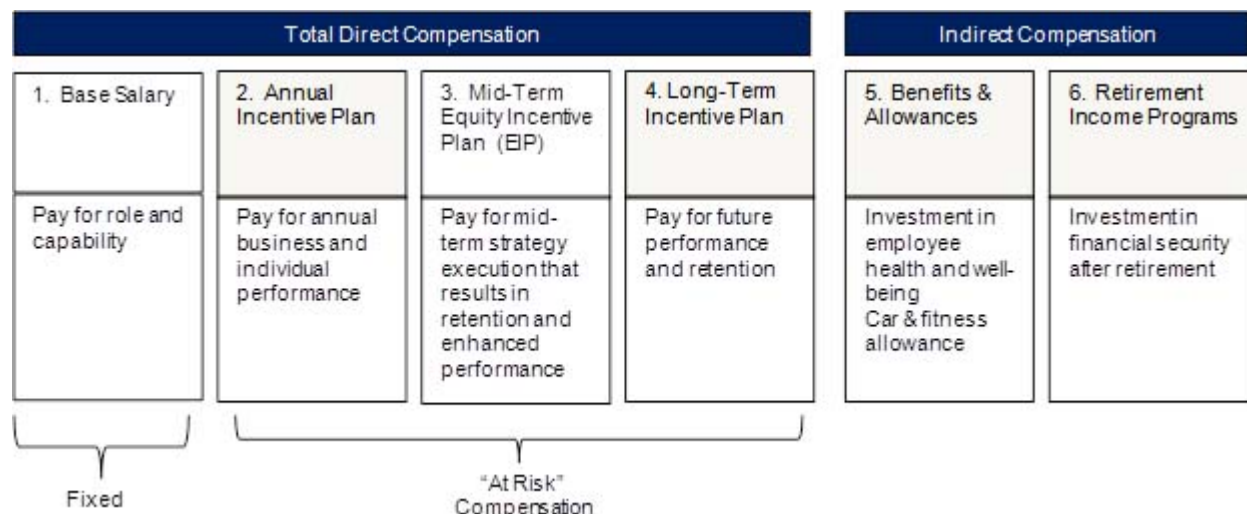 Total Direct Compensation
Indirect Compensation
1. Base Salary
2. Annual
Incentive Plan
3. Mid-Term
Equity Incentive
Plan (EIP)
4. Long-Term
Incentive Plan
5. Benefits &
Allowances
6. Retirement
Income Programs
Pay for role and
capability
Pay for annual
business and
individual
performance
Pay for mid-
term strategy
execution that
results in
retention and
enhanced
performance
Pay for future
performance
and retention
Investment in
employee
health and well-
being
Car & fitness
allowance
Investment in
financial security
after retirement
Fixed
"At Risk"
Compensation